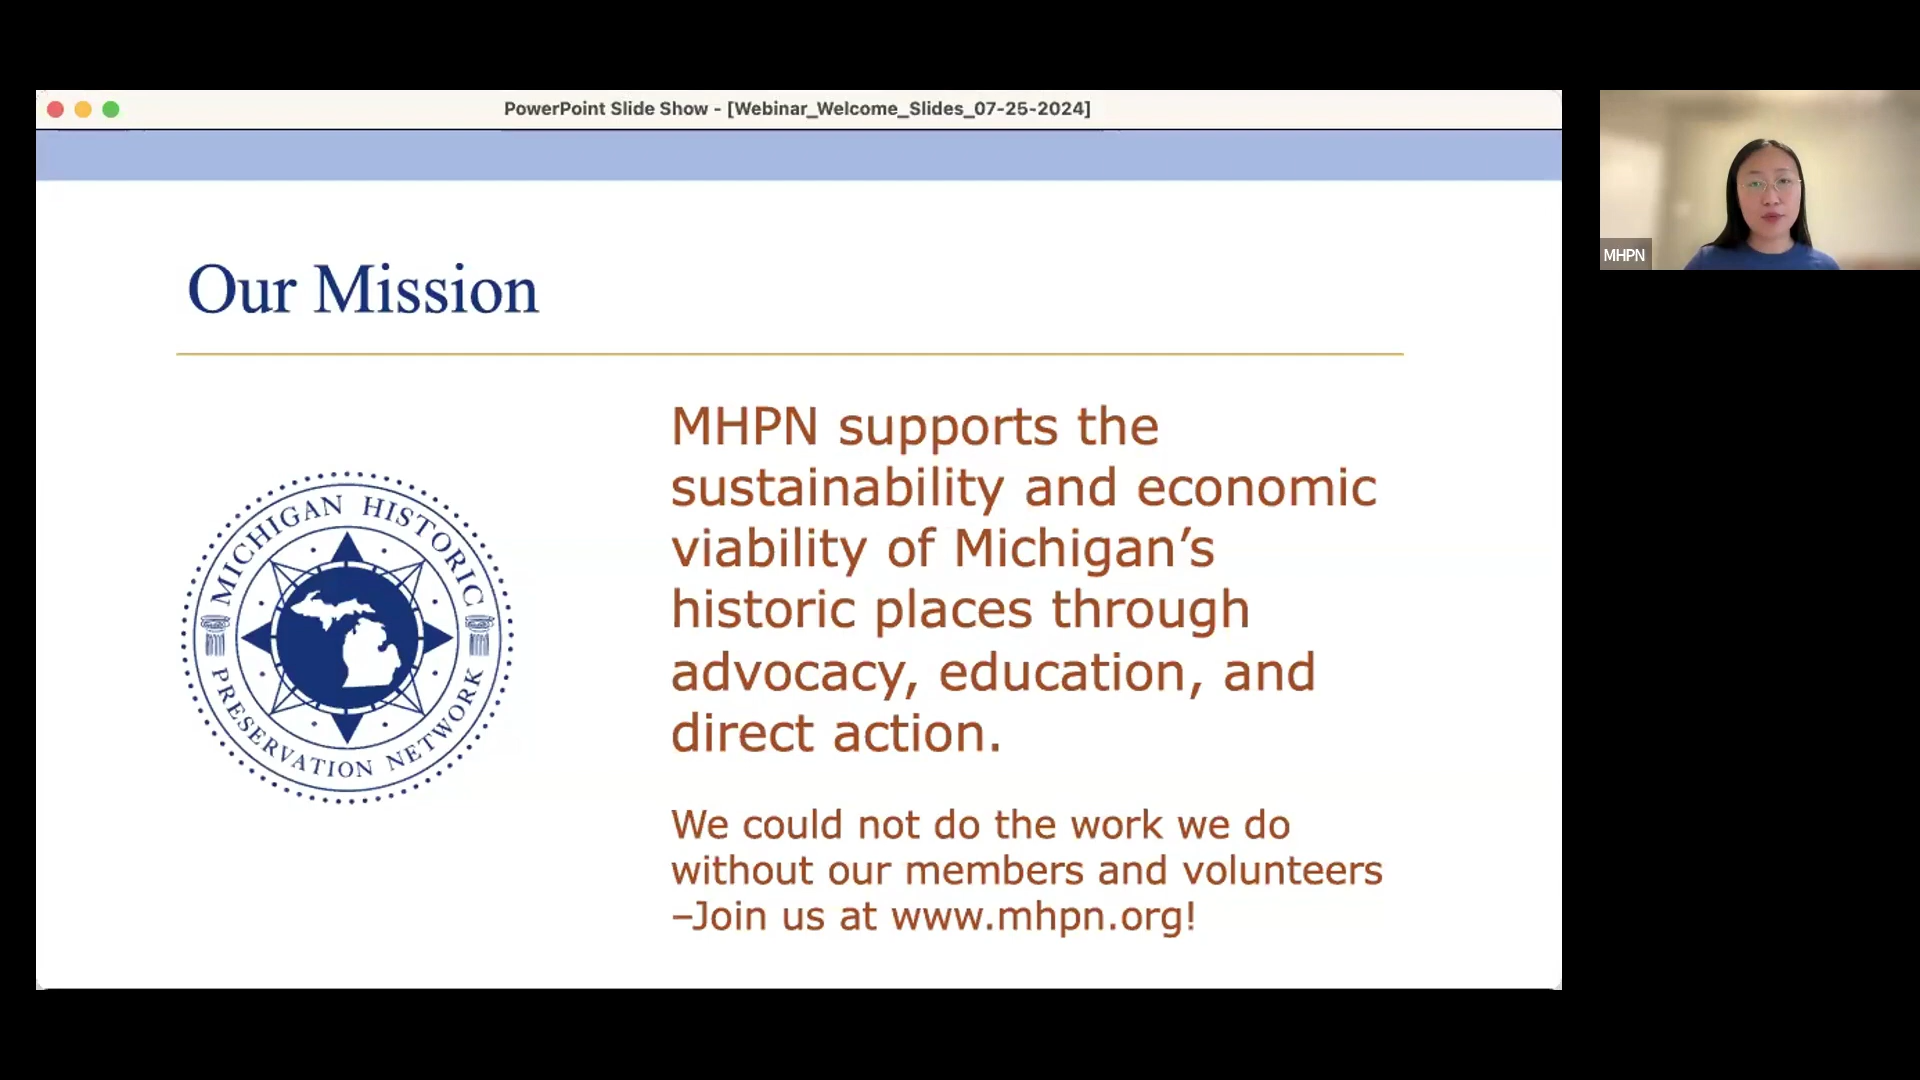 PowerPoint Slide Show - [Webinar_Welcome_Slides_07-25-2024]
MHPN
Our Mission
MICHIGAN HISTORIC
PRESERVATION NETWORK
MHPN supports the
sustainability and economic
viability of Michigan’s
historic places through
advocacy, education, and
direct action.
We could not do the work we do
without our members and volunteers
–Join us at www.mhpn.org!